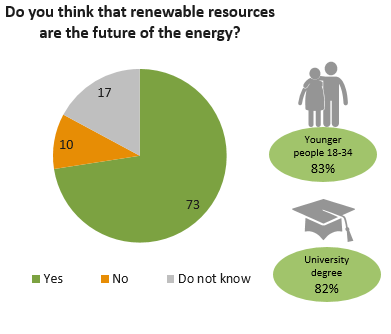 Do you think that renewable resources
are the future of the energy?
17
10
73
Younger
people 18-34
83%
University
degree
82%
Yes
No
Do not know